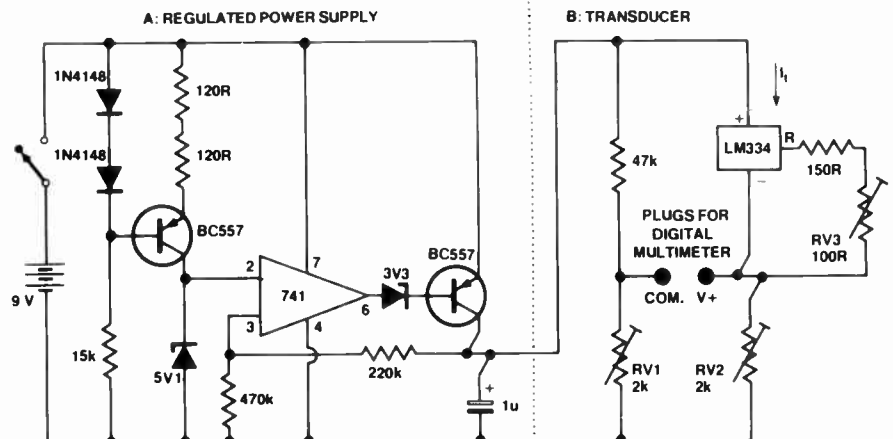 A: REGULATED POWER SUPPLY
B: TRANSDUCER
1N4148
120R
1N4148
120R
BC557
9 V
15k
5V1
2
3
741
7
4
6
470k
3V3
BC557
220k
+
1u
47k
PLUGS FOR
DIGITAL
MULTIMETER
COM. V+
RV1
2k
RV2
2k
I₁
+
LM334
R
−
150R
RV3
100R